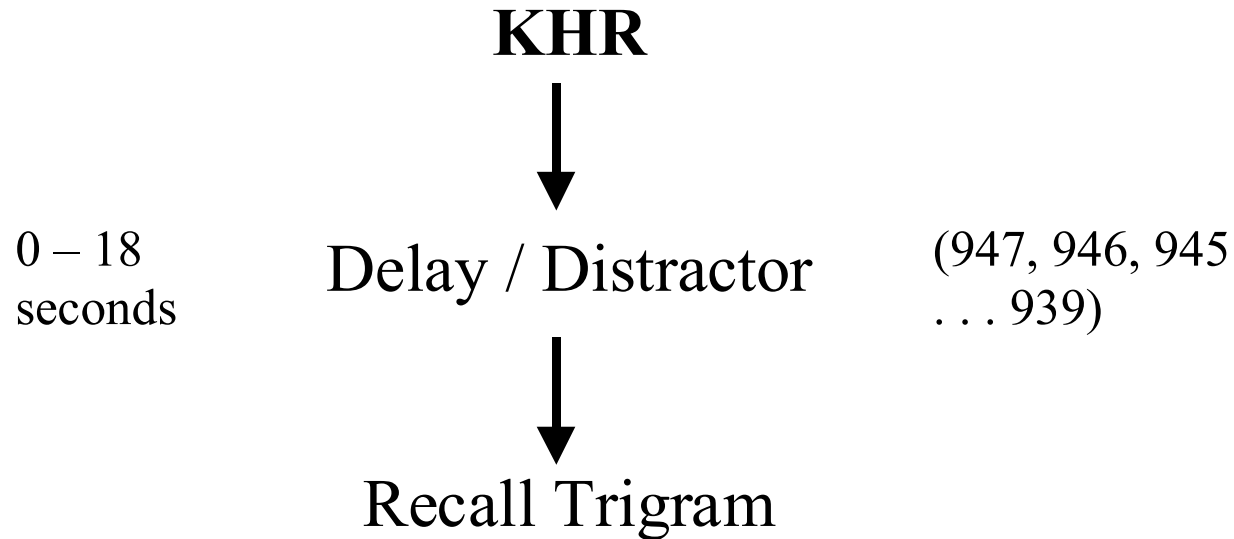 KHR
0 – 18
seconds
Delay / Distractor
(947, 946, 945
. . . 939)
Recall Trigram